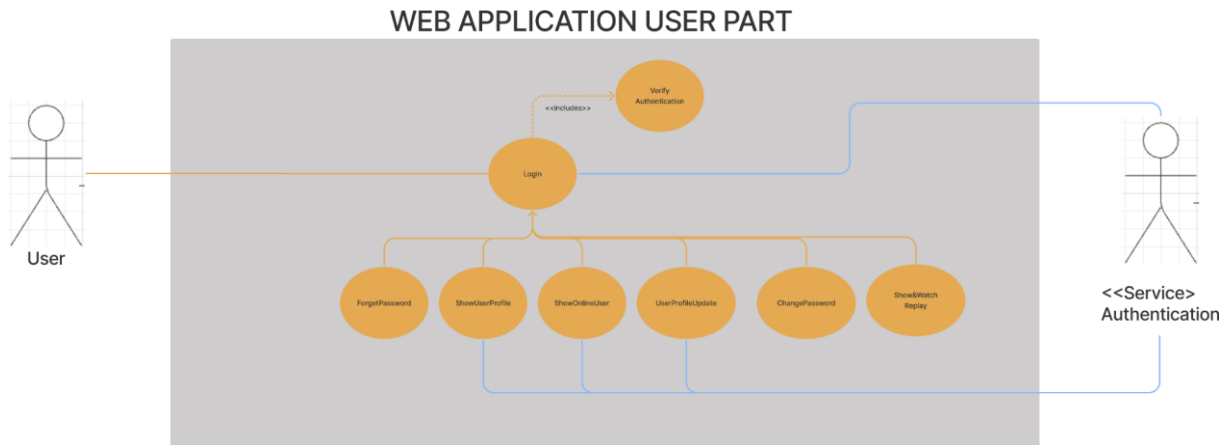 WEB APPLICATION USER PART
Verify
Authentication
<<includes>>
Login
User
ForgetPassword
ShowUserProfile
ShowOnlineUser
UserProfileUpdate
ChangePassword
Show&Watch
Replay
<<Service>
Authentication